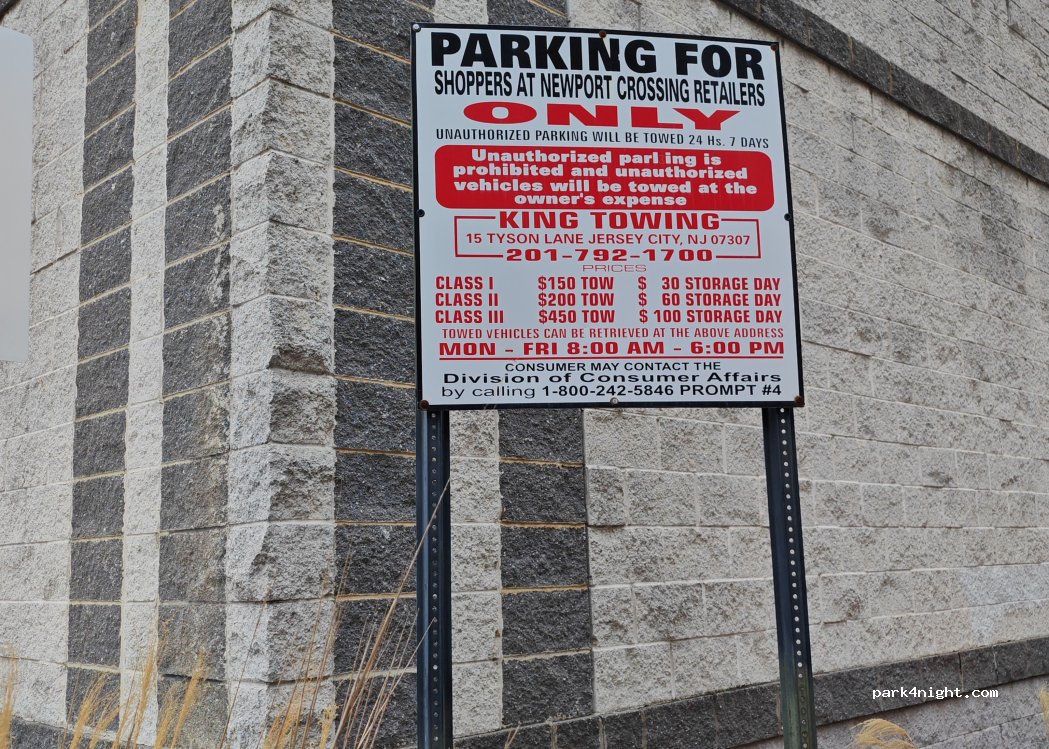 PARKING FOR
SHOPPERS AT NEWPORT CROSSING RETAILERS
ONLY
UNAUTHORIZED PARKING WILL BE TOWED 24 Hs. 7 DAYS
Unauthorized parl ing is
prohibited and unauthorized
vehicles will be towed at the
owner's expense
KING TOWING
15 TYSON LANE JERSEY CITY, NJ 07307
201-792-1700
PRICES
CLASS I $150 TOW $ 30 STORAGE DAY
CLASS II $200 TOW $ 60 STORAGE DAY
CLASS III $450 TOW $ 100 STORAGE DAY
TOWED VEHICLES CAN BE RETRIEVED AT THE ABOVE ADDRESS
MON - FRI 8:00 AM - 6:00 PM
CONSUMER MAY CONTACT THE
Division of Consumer Affairs
by calling 1-800-242-5846 PROMPT #4
park4night.com